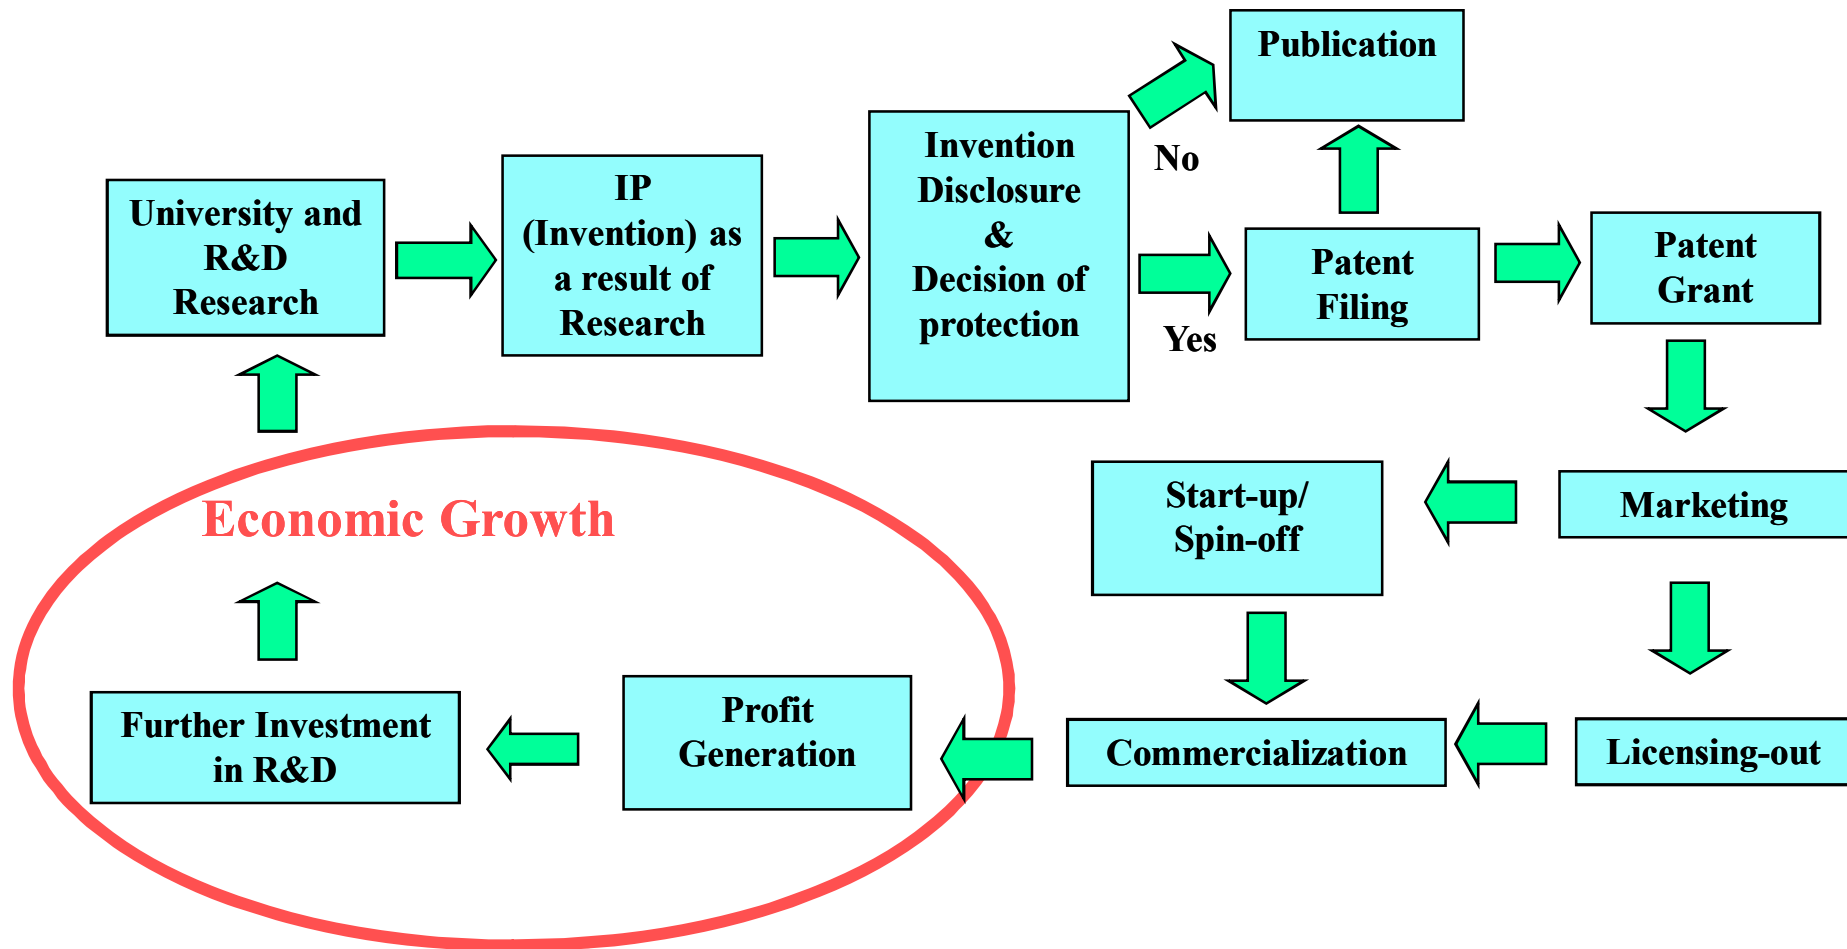 Publication
No
University and
R&D
Research
IP
(Invention) as
a result of
Research
Invention
Disclosure
&
Decision of
protection
Yes
Patent
Filing
Patent
Grant
Economic Growth
Start-up/
Spin-off
Marketing
Further Investment
in R&D
Profit
Generation
Commercialization
Licensing-out